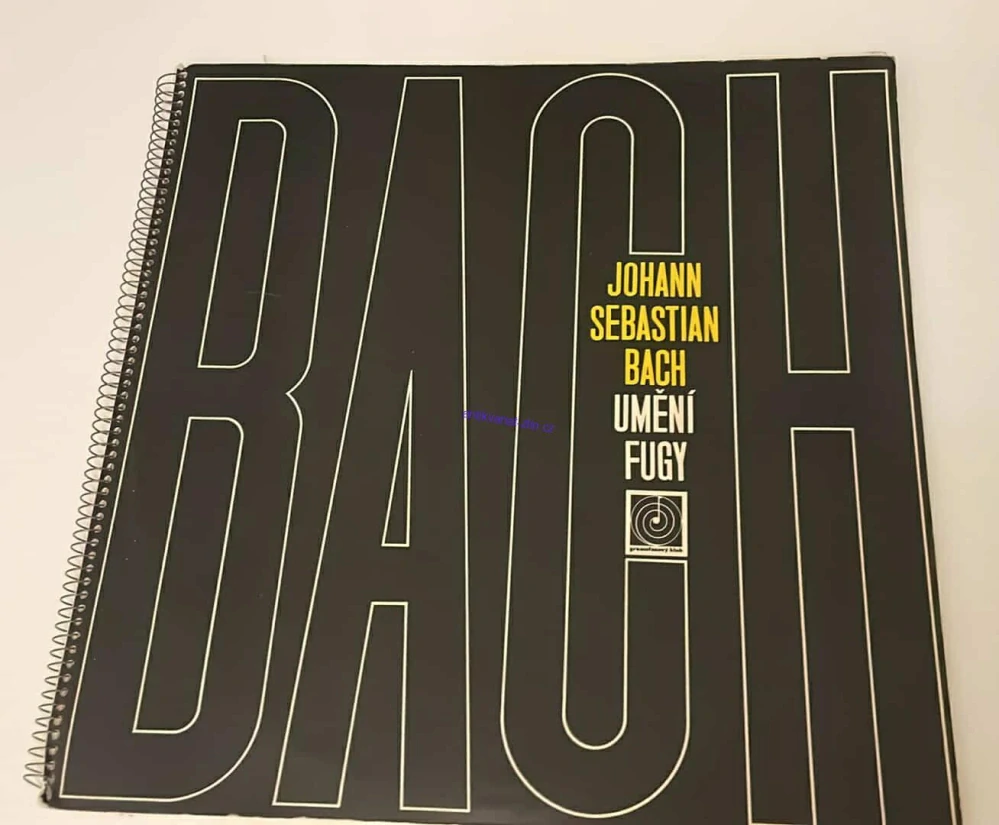 BACH
JOHANN
SEBASTIAN
BACH
UMĚNÍ
FUGY
gramofonový klub